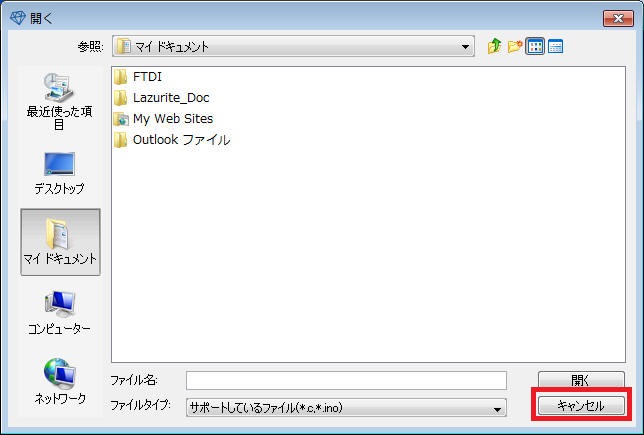 開く
参照:
マイ ドキュメント
最近使った項
目
デスクトップ
マイ ドキュメント
コンピューター
ネットワーク
FTDI
Lazurite_Doc
My Web Sites
Outlook ファイル
ファイル名:
開く
ファイルタイプ:
サポートしているファイル(*.c,*.ino)
キャンセル